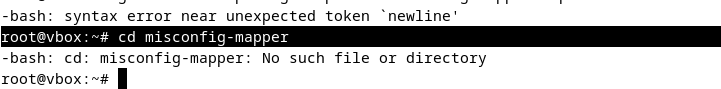 -bash: syntax error near unexpected token `newline'
root@vbox:~# cd misconfig-mapper
-bash: cd: misconfig-mapper: No such file or directory
root@vbox:~#